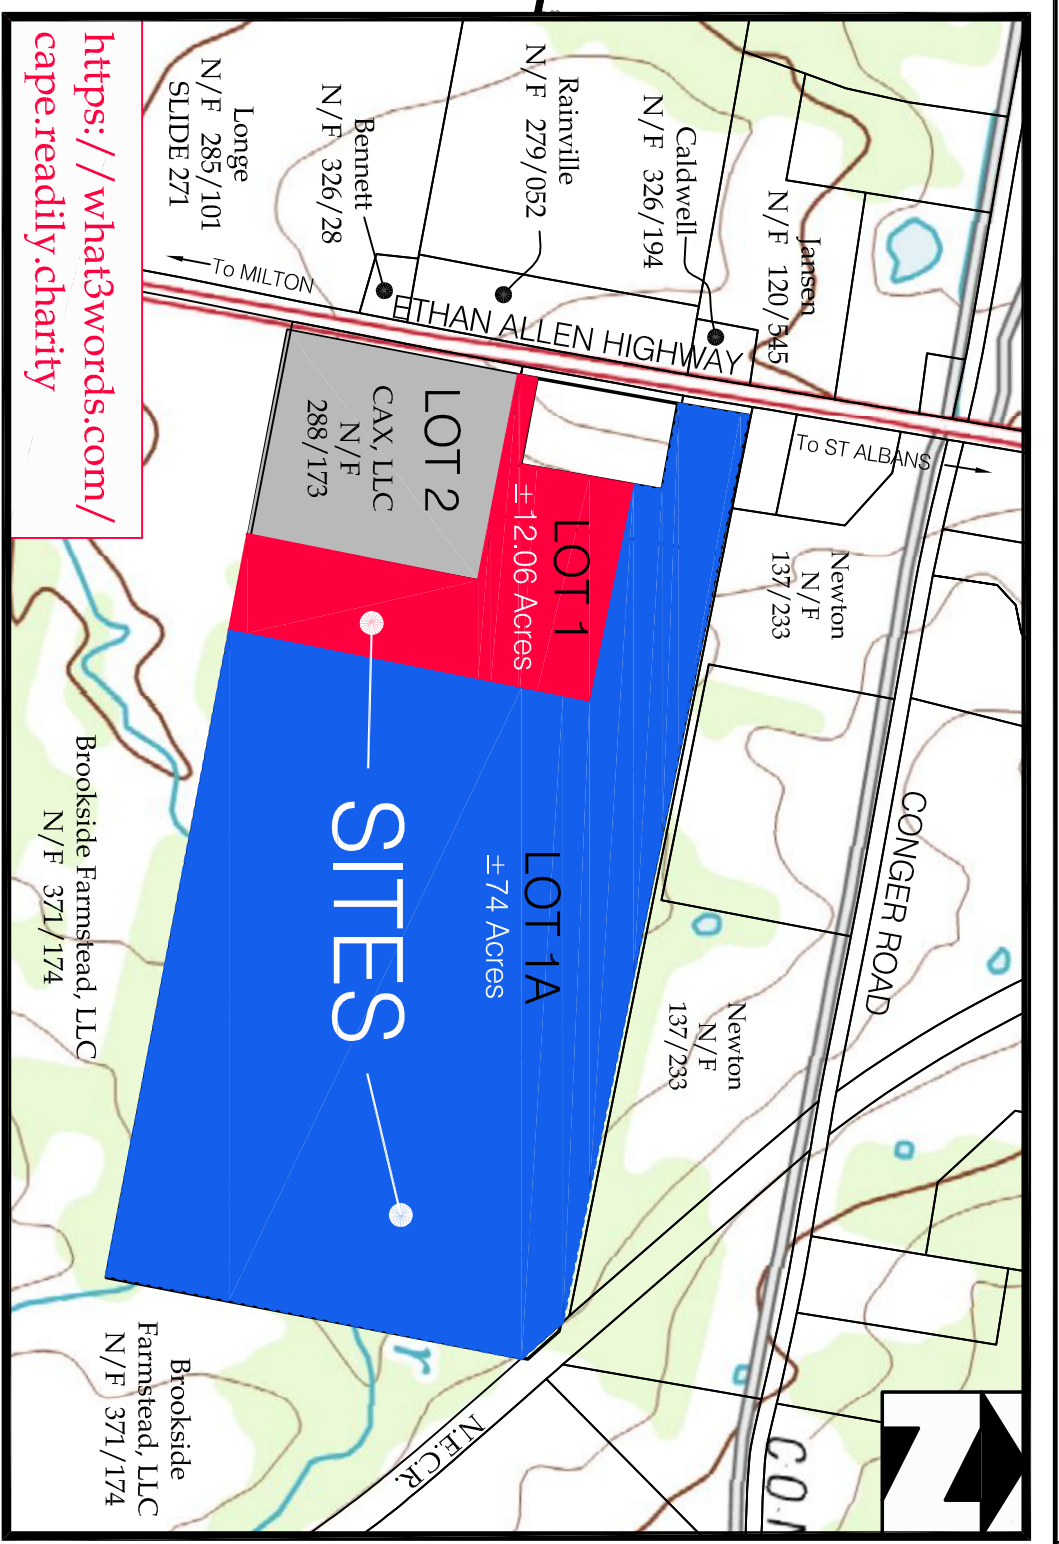 https://what3words.com/
cape.readily.charity
Longe
N/F 285/101
SLIDE 271
Bennett
N/F 326/28
Rainville
N/F 279/052
Caldwell
N/F 326/194
Jansen
N/F 120/545
To MILTON
ETHAN ALLEN HIGHWAY
To ST ALBANS
LOT 2
CAX, LLC
N/F
288/173
LOT 1
±12.06 Acres
Newton
N/F
137/233
SITES
LOT 1A
±74 Acres
CONGER ROAD
Newton
N/F
137/233
Brookside Farmstead, LLC
N/F 371/174
Brookside
Farmstead, LLC
N/F 371/174
r
N.E.C.R.
CON
N